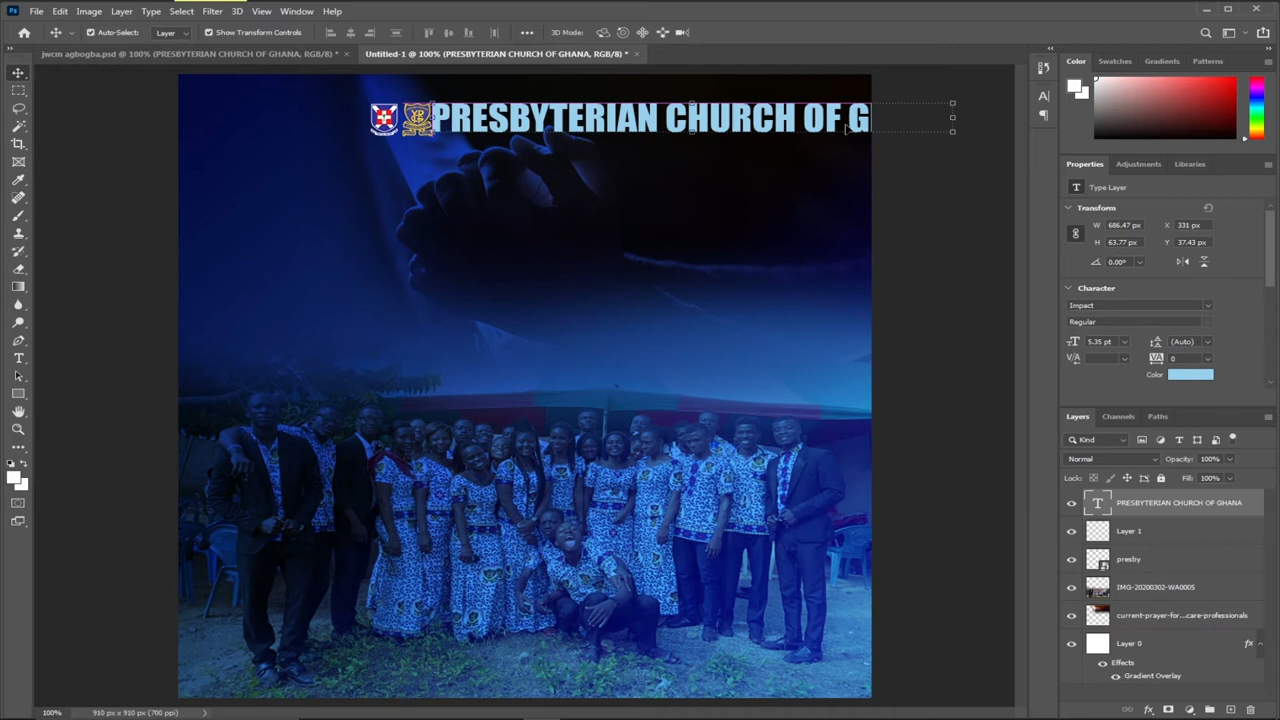 Ps File Edit Image Layer Type Select Filter 3D View Window Help
Auto-Select: Layer Show Transform Controls ••• 3D Mode:
jwcm agbogba.psd @ 100% (PRESBYTERIAN CHURCH OF GHANA, RGB/8) * × Untitled-1 @ 100% (PRESBYTERIAN CHURCH OF GHANA, RGB/8) * ×
PRESBYTERIAN CHURCH OF G
Color Swatches Gradients Patterns
Properties Adjustments Libraries
T Type Layer
Transform
W 686.47 px X 331 px
H 63.77 px Y 37.43 px
0.00°
Character
Impact
Regular
5.35 pt (Auto)
0
Color
Layers Channels Paths
Kind
Normal Opacity: 100%
Lock: Fill: 100%
T PRESBYTERIAN CHURCH OF GHANA
Layer 1
presby
IMG-20200302-WA0005
current-prayer-for...care-professionals
Layer 0 fx
Effects
Gradient Overlay
100% 910 px x 910 px (700 ppi)